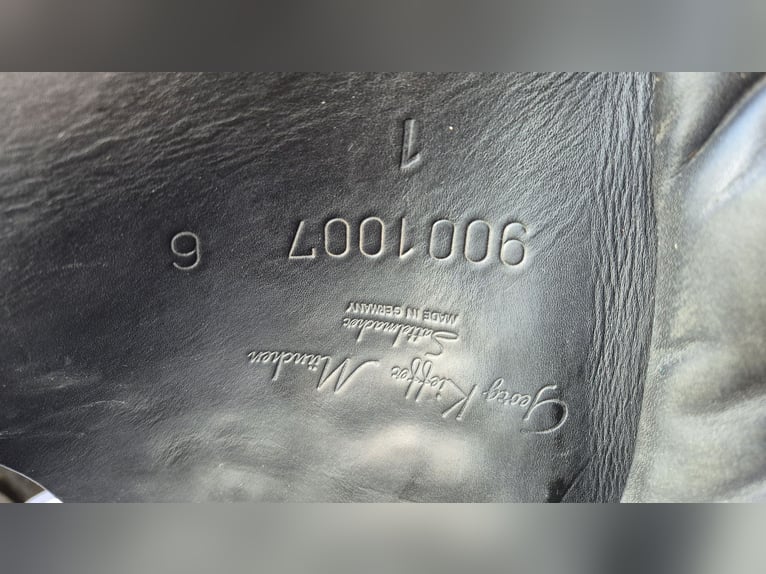 Georg Kieffer München
Sattelmacher
MADE IN GERMANY
9001007 6
1